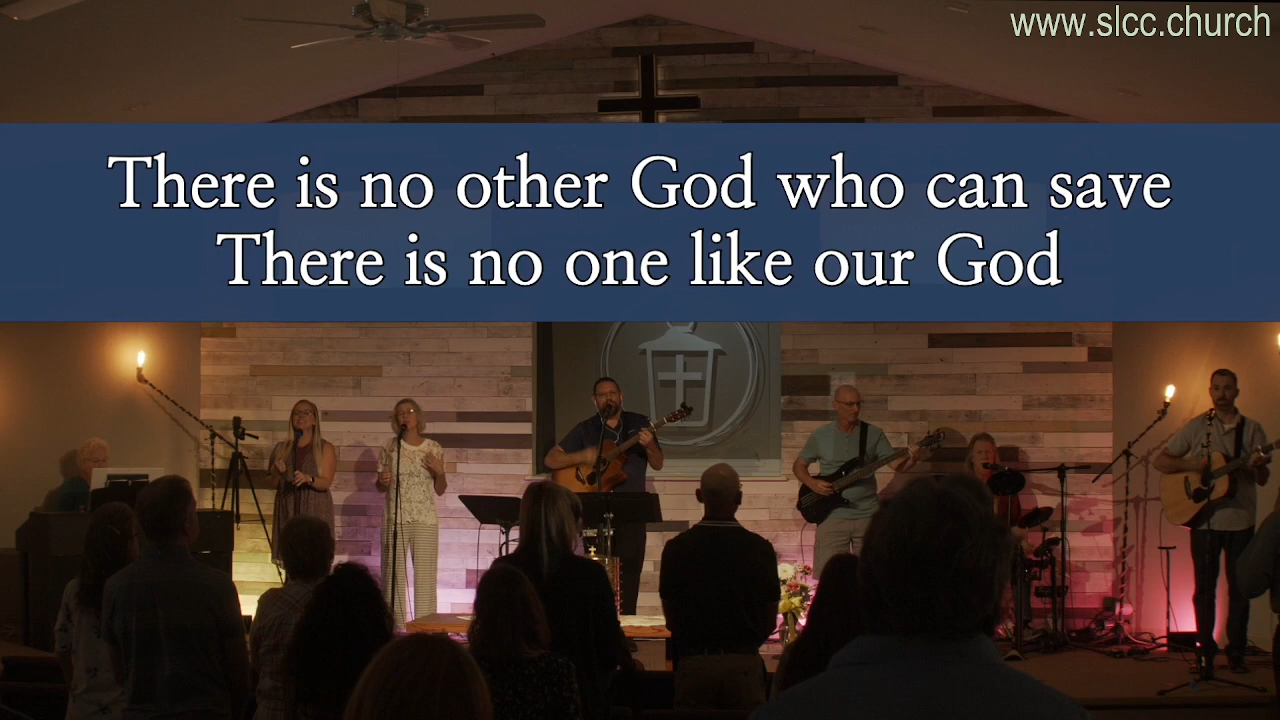 www.slcc.church
There is no other God who can save
There is no one like our God